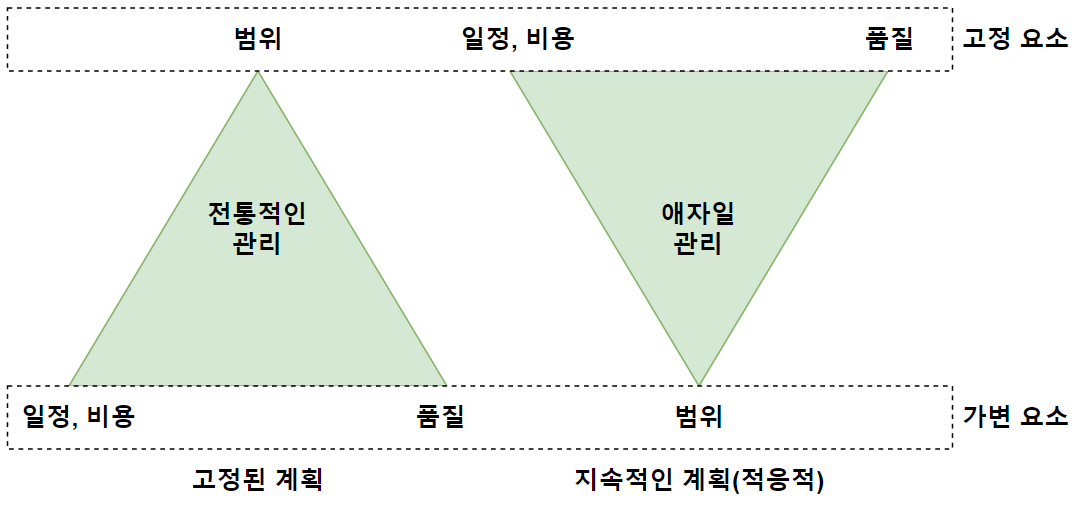 범위
일정, 비용
품질
고정 요소
전통적인
관리
애자일
관리
일정, 비용
품질
범위
가변 요소
고정된 계획
지속적인 계획(적응적)